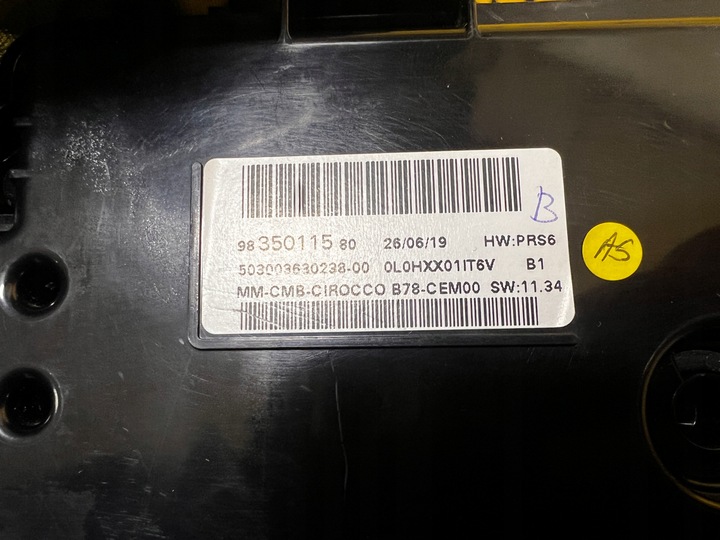 B
98 350115 80 26/06/19 HW:PRS6
503003630238-00 0L0HXX01IT6V B1
MM-CMB-CIROCCO B78-CEM00 SW:11.34
AS